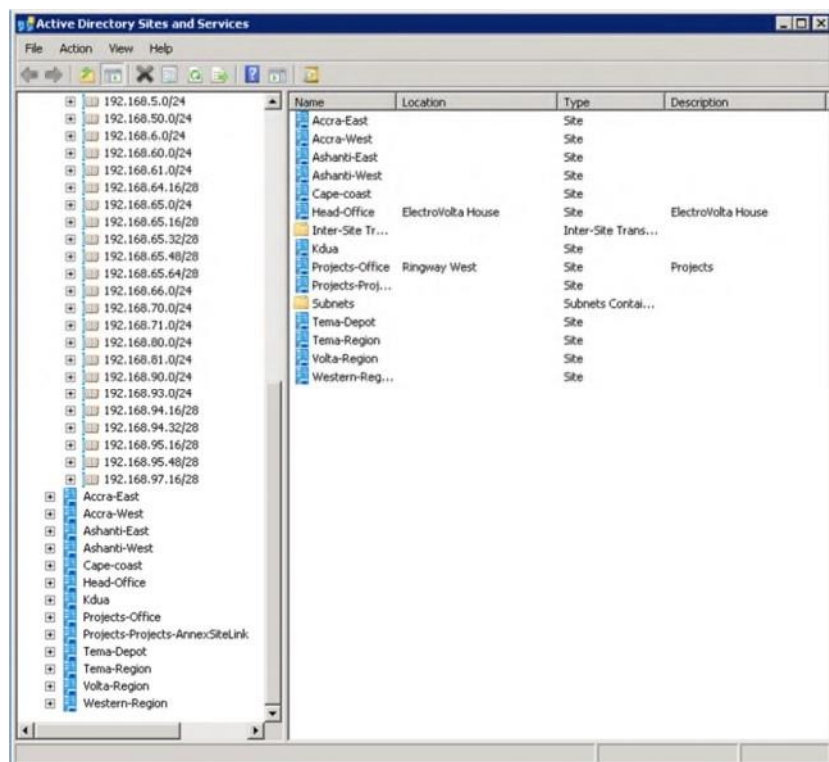 Active Directory Sites and Services
File Action View Help
192.168.5.0/24
192.168.50.0/24
192.168.6.0/24
192.168.60.0/24
192.168.61.0/24
192.168.64.16/28
192.168.65.0/24
192.168.65.16/28
192.168.65.32/28
192.168.65.48/28
192.168.65.64/28
192.168.66.0/24
192.168.70.0/24
192.168.71.0/24
192.168.80.0/24
192.168.81.0/24
192.168.90.0/24
192.168.93.0/24
192.168.94.16/28
192.168.94.32/28
192.168.95.16/28
192.168.95.48/28
192.168.97.16/28
Accra-East
Accra-West
Ashanti-East
Ashanti-West
Cape-coast
Head-Office
Kdua
Projects-Office
Projects-Projects-AnnexSiteLink
Tema-Depot
Tema-Region
Volta-Region
Western-Region
Name Location Type Description
Accra-East Site
Accra-West Site
Ashanti-East Site
Ashanti-West Site
Cape-coast Site
Head-Office ElectroVolta House Site ElectroVolta House
Inter-Site Tr... Inter-Site Trans...
Kdua Site
Projects-Office Ringway West Site Projects
Projects-Proj... Site
Subnets Subnets Contai...
Tema-Depot Site
Tema-Region Site
Volta-Region Site
Western-Reg... Site